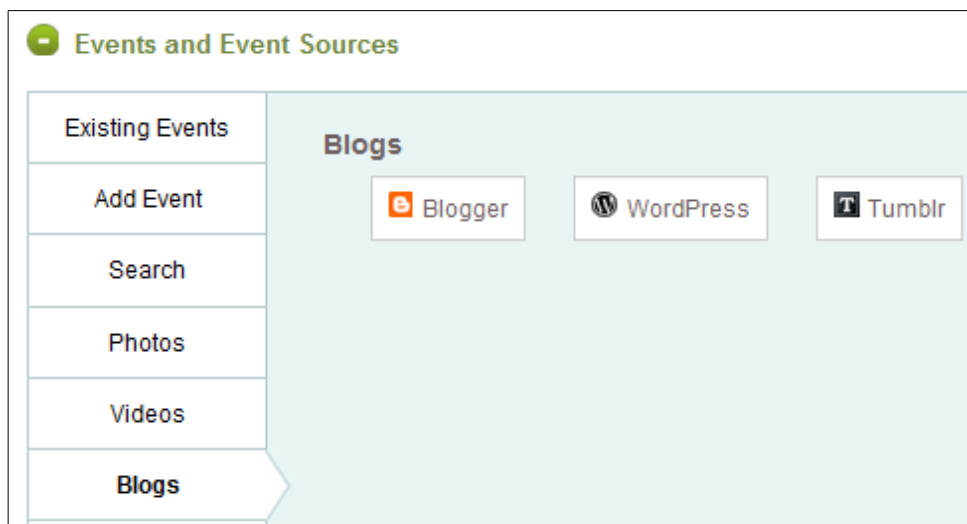 Events and Event Sources
Existing Events
Add Event
Search
Photos
Videos
Blogs
Blogs
Blogger
WordPress
Tumblr